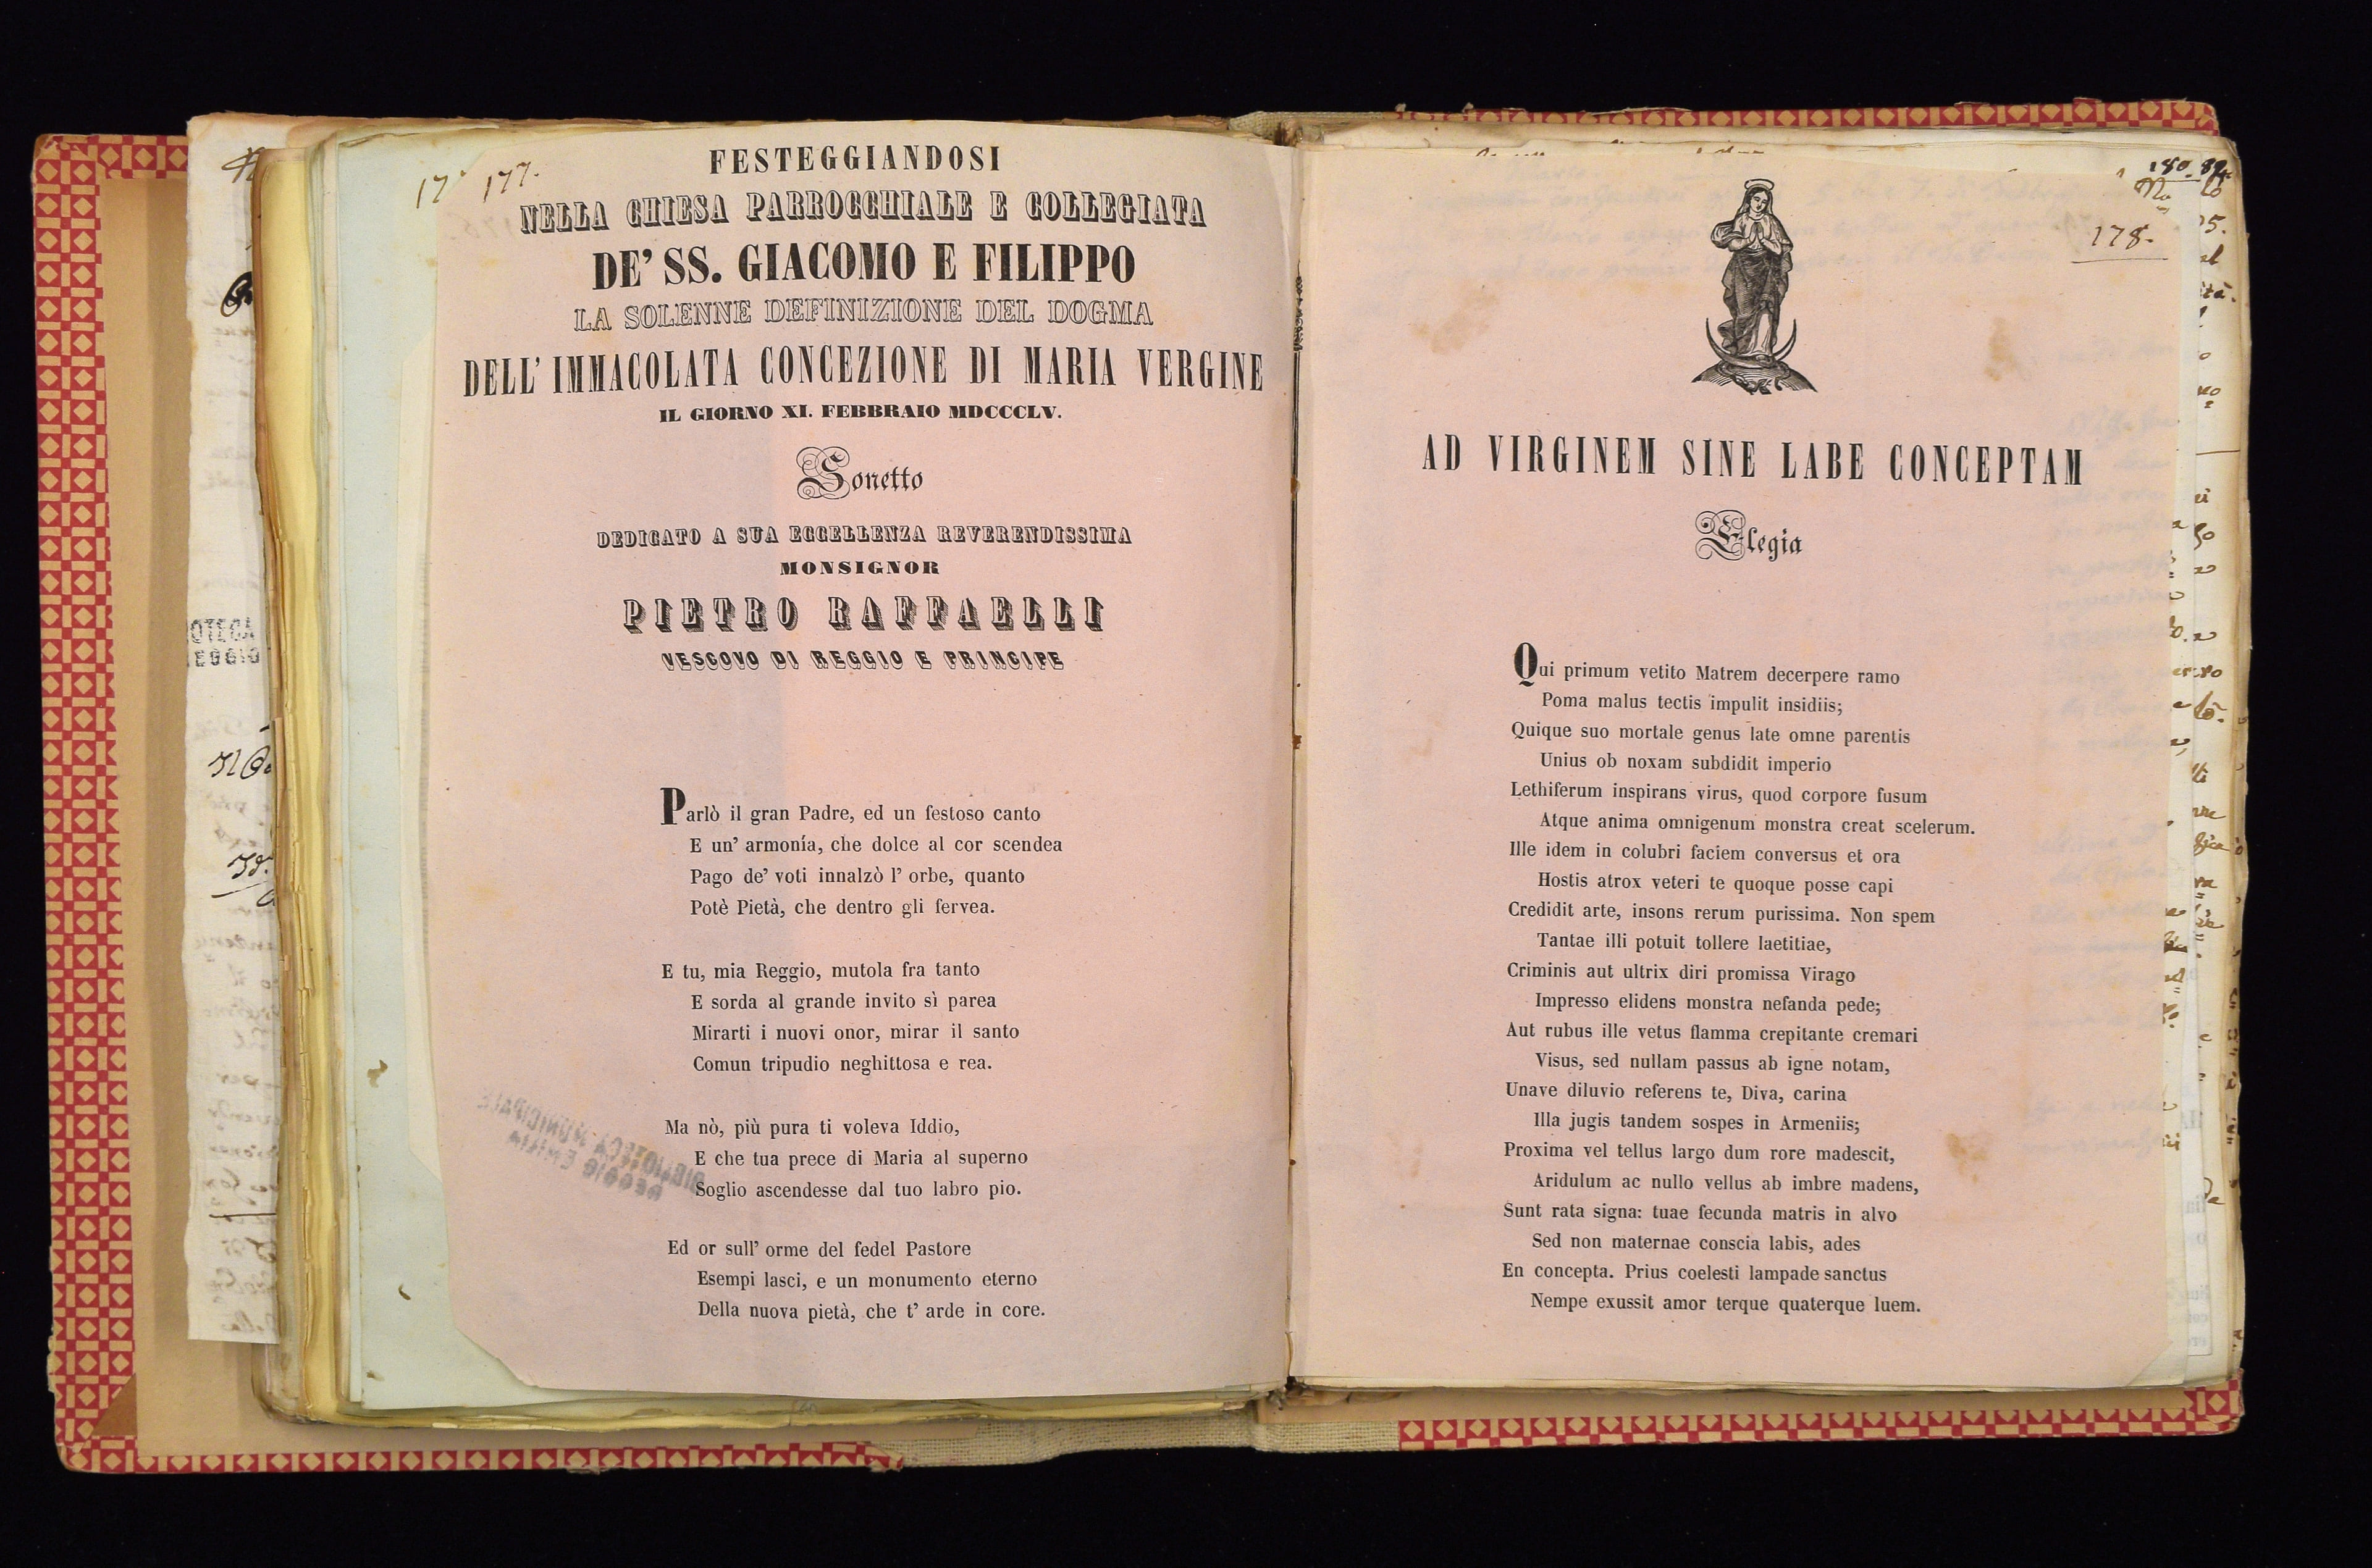 177.
FESTEGGIANDOSI
NELLA CHIESA PARROCCHIALE E COLLEGIATA
DE' SS. GIACOMO E FILIPPO
LA SOLENNE DEFINIZIONE DEL DOGMA
DELL' IMMACOLATA CONCEZIONE DI MARIA VERGINE
IL GIORNO XI. FEBBRAIO MDCCCLV.
Sonetto
DEDICATO A SUA ECCELLENZA REVERENDISSIMA
MONSIGNOR
PIETRO RAFFAELLI
VESCOVO DI REGGIO E PRINCIPE
Parlò il gran Padre, ed un festoso canto
E un' armonía, che dolce al cor scendea
Pago de' voti innalzò l' orbe, quanto
Potè Pietà, che dentro gli fervea.
E tu, mia Reggio, mutola fra tanto
E sorda al grande invito sì parea
Mirarti i nuovi onor, mirar il santo
Comun tripudio neghittosa e rea.
Ma nò, più pura ti voleva Iddio,
E che tua prece di Maria al superno
Soglio ascendesse dal tuo labro pio.
Ed or sull' orme del fedel Pastore
Esempi lasci, e un monumento eterno
Della nuova pietà, che t' arde in core.
BIBLIOTECA MUNICIPALE
REGGIO EMILIA
178.
AD VIRGINEM SINE LABE CONCEPTAM
Elegia
Qui primum vetito Matrem decerpere ramo
Poma malus tectis impulit insidiis;
Quique suo mortale genus late omne parentis
Unius ob noxam subdidit imperio
Lethiferum inspirans virus, quod corpore fusum
Atque anima omnigenum monstra creat scelerum.
Ille idem in colubri faciem conversus et ora
Hostis atrox veteri te quoque posse capi
Credidit arte, insons rerum purissima. Non spem
Tantae illi potuit tollere laetitiae,
Criminis aut ultrix diri promissa Virago
Impresso elidens monstra nefanda pede;
Aut rubus ille vetus flamma crepitante cremari
Visus, sed nullam passus ab igne notam,
Unave diluvio referens te, Diva, carina
Illa jugis tandem sospes in Armeniis;
Proxima vel tellus largo dum rore madescit,
Aridulum ac nullo vellus ab imbre madens,
Sunt rata signa: tuae fecunda matris in alvo
Sed non maternae conscia labis, ades
En concepta. Prius coelesti lampade sanctus
Nempe exussit amor terque quaterque luem.